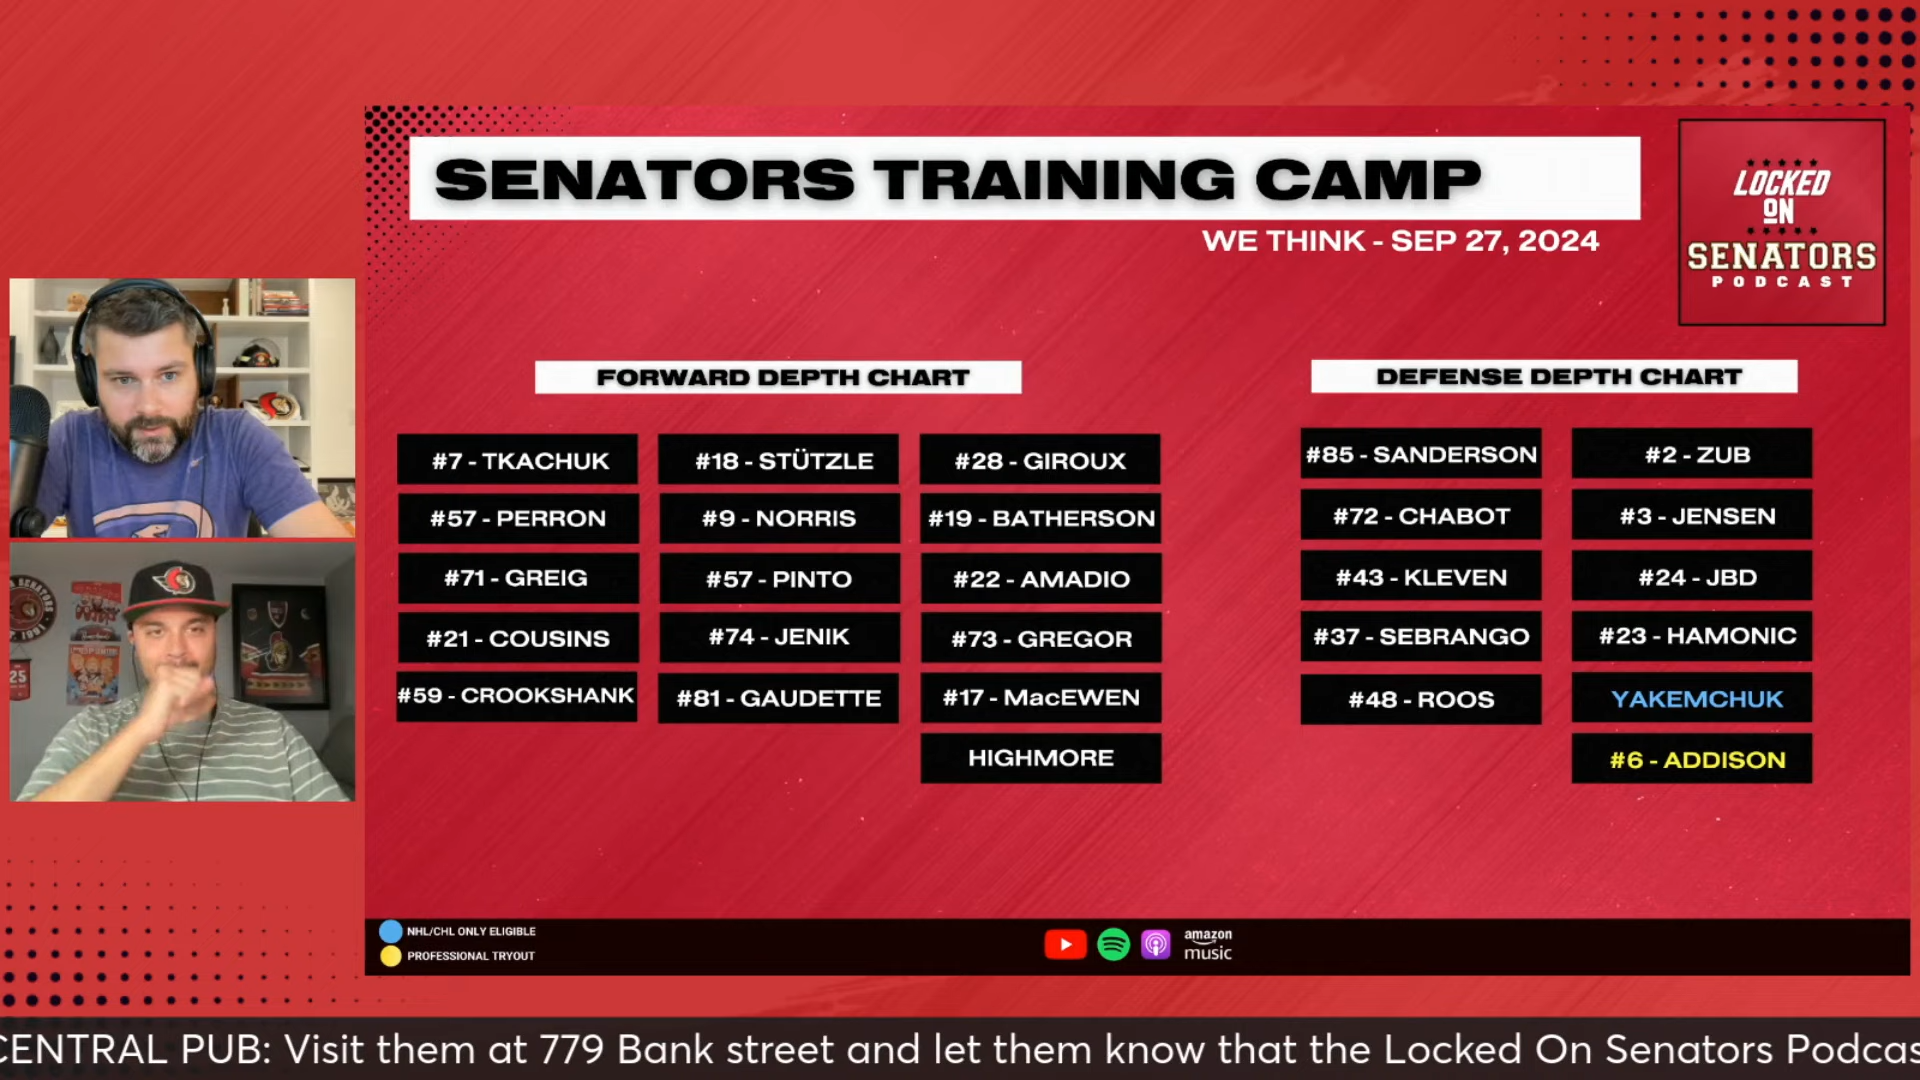 SENATORS TRAINING CAMP
WE THINK - SEP 27, 2024
LOCKED
ON
SENATORS
PODCAST
FORWARD DEPTH CHART
DEFENSE DEPTH CHART
#7 - TKACHUK
#18 - STÜTZLE
#28 - GIROUX
#57 - PERRON
#9 - NORRIS
#19 - BATHERSON
#71 - GREIG
#57 - PINTO
#22 - AMADIO
#21 - COUSINS
#74 - JENIK
#73 - GREGOR
#59 - CROOKSHANK
#81 - GAUDETTE
#17 - MacEWEN
HIGHMORE
#85 - SANDERSON
#2 - ZUB
#72 - CHABOT
#3 - JENSEN
#43 - KLEVEN
#24 - JBD
#37 - SEBRANGO
#23 - HAMONIC
#48 - ROOS
YAKEMCHUK
#6 - ADDISON
25
NHL/CHL ONLY ELIGIBLE
PROFESSIONAL TRYOUT
amazon
music
CENTRAL PUB: Visit them at 779 Bank street and let them know that the Locked On Senators Podcas